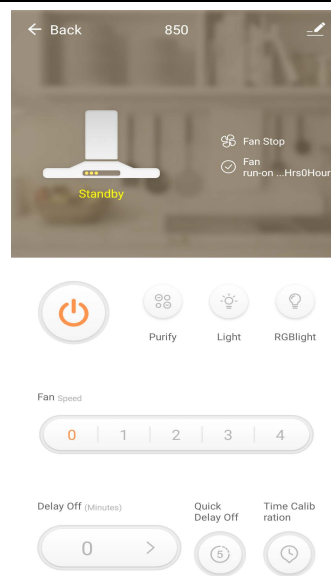 Back 850
Fan Stop
Fan
run-on ...Hrs0Hour
Standby
Purify Light RGBlight
Fan Speed
0 1 2 3 4
Delay Off (Minutes)
Quick
Delay Off
Time Calib
ration
0
5